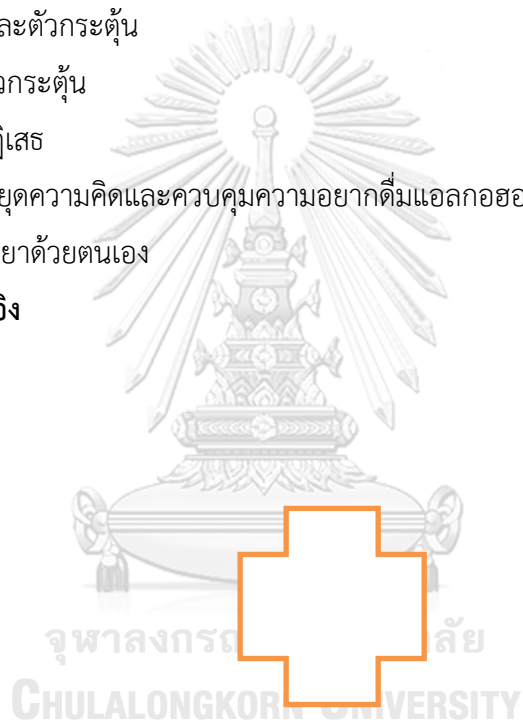 ละตัวกระตุ้น
วกระตุ้น
ฏิเสธ
ยุดความคิดและควบคุมความอยากดื่มแอลกอฮอ
ยาด้วยตนเอง
อิง
จุฬาลงกรณ ลัย
CHULALONGKORN UNIVERSITY